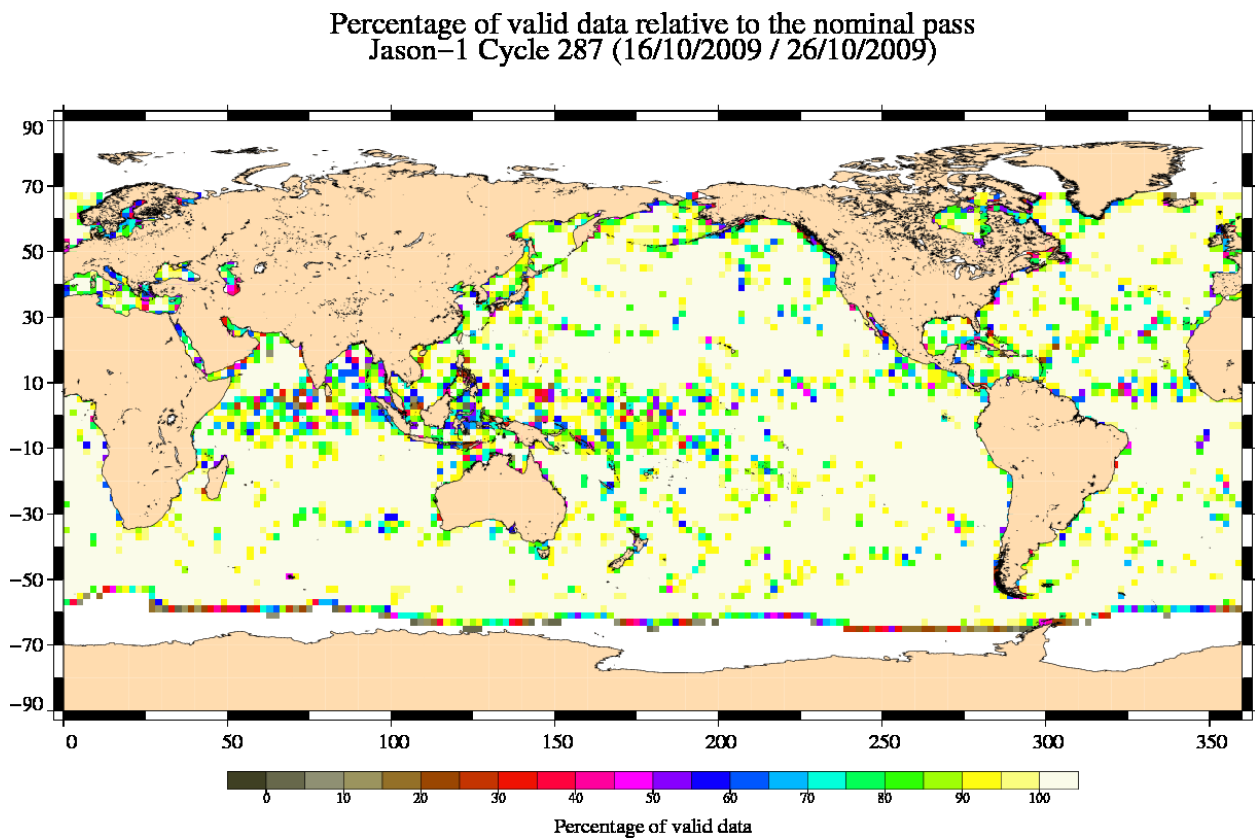 Percentage of valid data relative to the nominal pass
Jason−1 Cycle 287 (16/10/2009 / 26/10/2009)
90
70
50
30
10
−10
−30
−50
−70
−90
0 50 100 150 200 250 300 350
0 10 20 30 40 50 60 70 80 90 100
Percentage of valid data